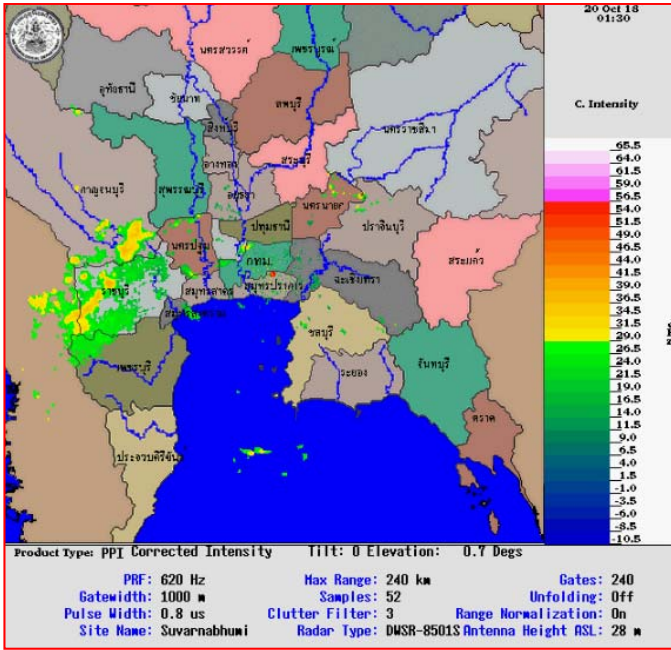 20 Oct 18
01:30
C. Intensity
นครสวรรค์
เพชรบูรณ์
อุทัยธานี
ชัยนาท
ลพบุรี
สิงห์บุรี
นครราชสีมา
อ่างทอง
สระบุรี
กาญจนบุรี
สุพรรณบุรี
อยุธยา
นครนายก
ปราจีนบุรี
ปทุมธานี
นครปฐม
กทม.
สระแก้ว
ราชบุรี
สมุทรสาคร
สมุทรปราการ
ฉะเชิงเทรา
ชลบุรี
เพชรบุรี
ระยอง
จันทบุรี
ตราด
ประจวบคีรีขันธ์
65.5
64.0
61.5
59.0
56.5
54.0
51.5
49.0
46.5
44.0
41.5
39.0
36.5
34.0
31.5
29.0
26.5
24.0
21.5
19.0
16.5
14.0
11.5
9.0
6.5
4.0
1.5
-1.0
-3.5
-6.0
-8.5
-10.5
Product Type: PPI Corrected Intensity Tilt: 0 Elevation: 0.7 Degs
PRF: 620 Hz Max Range: 240 km Gates: 240
Gatewidth: 1000 m Samples: 52 Unfolding: Off
Pulse Width: 0.8 us Clutter Filter: 3 Range Normalization: On
Site Name: Suvarnabhumi Radar Type: DWSR-8501S Antenna Height ASL: 28 m